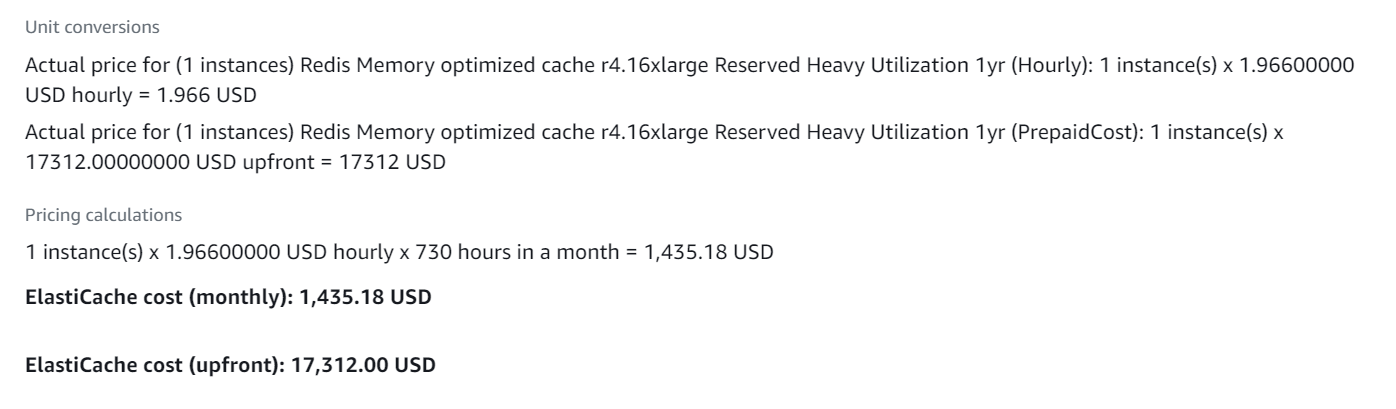 Unit conversions
Actual price for (1 instances) Redis Memory optimized cache r4.16xlarge Reserved Heavy Utilization 1yr (Hourly): 1 instance(s) x 1.96600000
USD hourly = 1.966 USD
Actual price for (1 instances) Redis Memory optimized cache r4.16xlarge Reserved Heavy Utilization 1yr (PrepaidCost): 1 instance(s) x
17312.00000000 USD upfront = 17312 USD
Pricing calculations
1 instance(s) x 1.96600000 USD hourly x 730 hours in a month = 1,435.18 USD
ElastiCache cost (monthly): 1,435.18 USD
ElastiCache cost (upfront): 17,312.00 USD